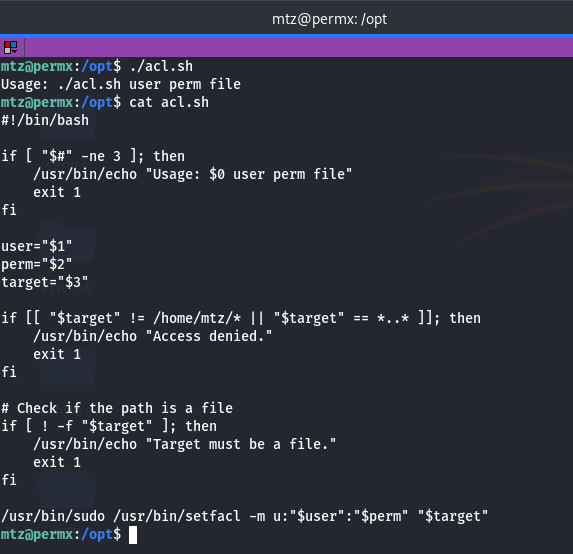 mtz@permx: /opt
mtz@permx:/opt$ ./acl.sh
Usage: ./acl.sh user perm file
mtz@permx:/opt$ cat acl.sh
#!/bin/bash
if [ "$#" -ne 3 ]; then
    /usr/bin/echo "Usage: $0 user perm file"
    exit 1
fi
user="$1"
perm="$2"
target="$3"
if [[ "$target" != /home/mtz/* || "$target" == *..* ]]; then
    /usr/bin/echo "Access denied."
    exit 1
fi
# Check if the path is a file
if [ ! -f "$target" ]; then
    /usr/bin/echo "Target must be a file."
    exit 1
fi
/usr/bin/sudo /usr/bin/setfacl -m u:"$user":"$perm" "$target"
mtz@permx:/opt$